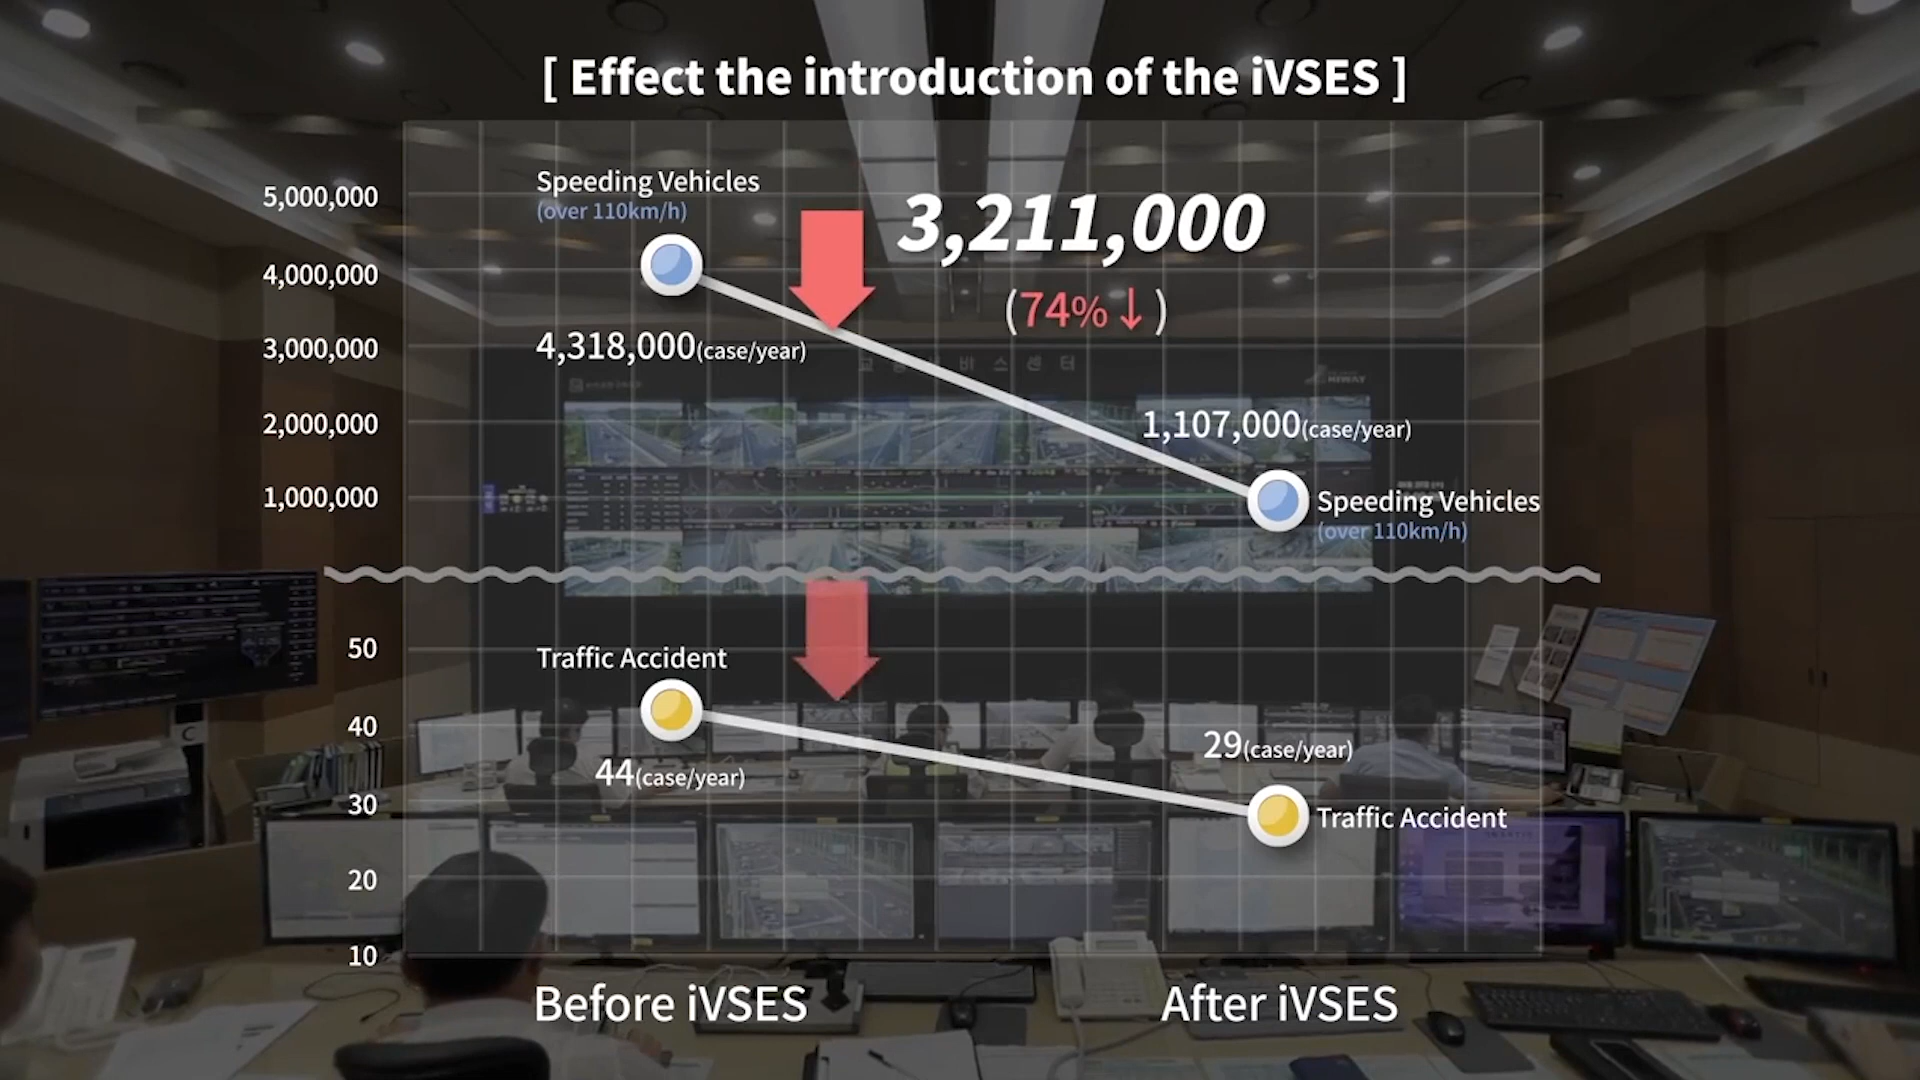 [ Effect the introduction of the iVSES ]
5,000,000
4,000,000
3,000,000
2,000,000
1,000,000
50
40
30
20
10
Speeding Vehicles
(over 110km/h)
4,318,000(case/year)
3,211,000
(74%↓)
1,107,000(case/year)
Speeding Vehicles
(over 110km/h)
Traffic Accident
44(case/year)
29(case/year)
Traffic Accident
Before iVSES
After iVSES